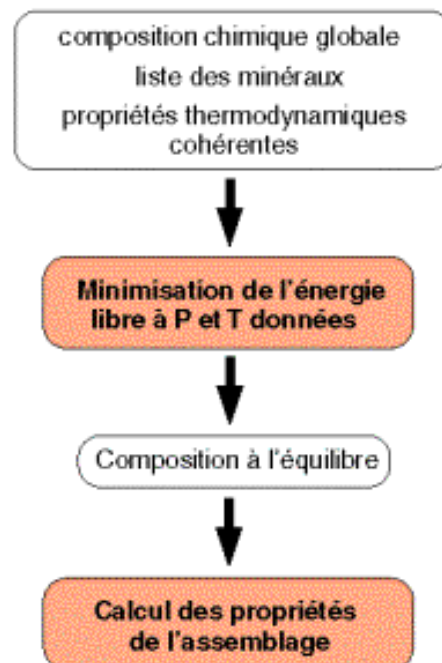 composition chimique globale
liste des minéraux
propriétés thermodynamiques
cohérentes
Minimisation de l'énergie
libre à P et T données
Composition à l'équilibre
Calcul des propriétés
de l'assemblage